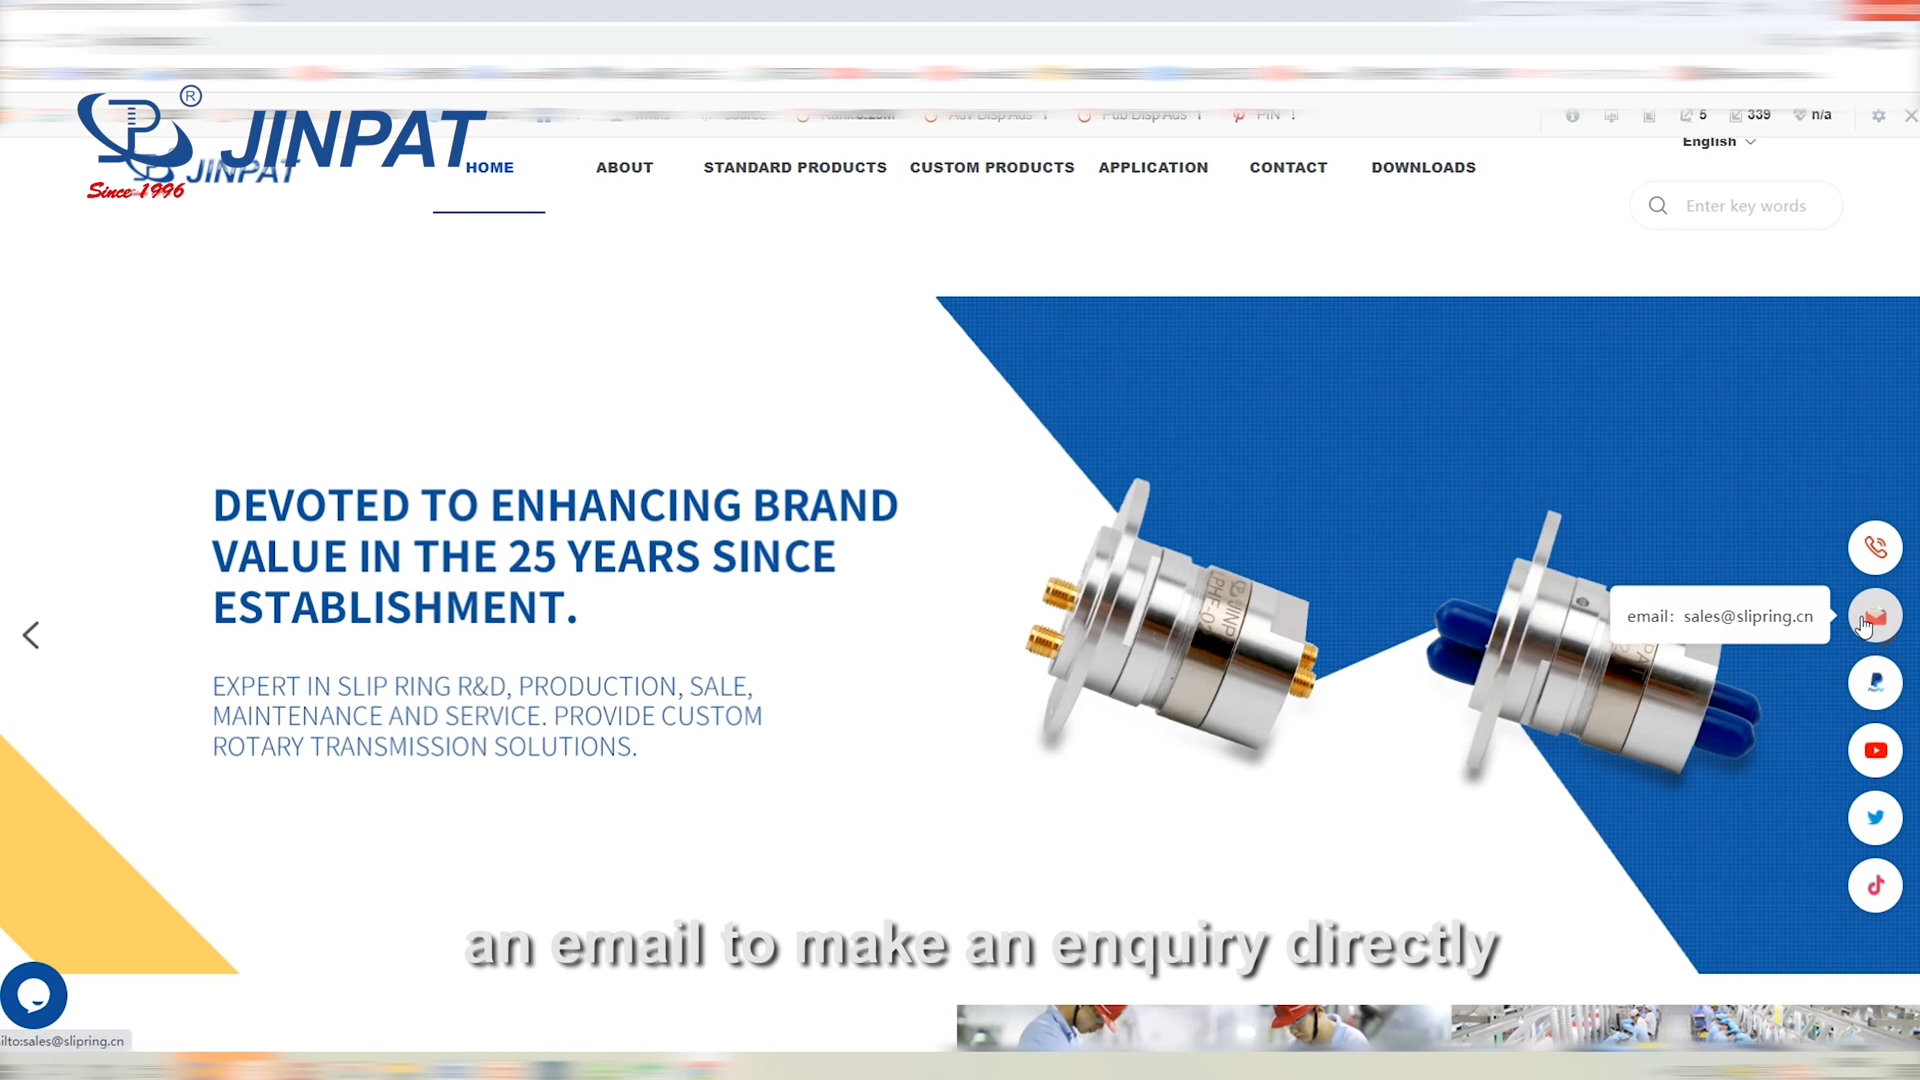 JINPAT
®
Since 1996
JINPAT
5
339
n/a
English
HOME
ABOUT
STANDARD PRODUCTS
CUSTOM PRODUCTS
APPLICATION
CONTACT
DOWNLOADS
Enter key words
DEVOTED TO ENHANCING BRAND
VALUE IN THE 25 YEARS SINCE
ESTABLISHMENT.
EXPERT IN SLIP RING R&D, PRODUCTION, SALE,
MAINTENANCE AND SERVICE. PROVIDE CUSTOM
ROTARY TRANSMISSION SOLUTIONS.
email: sales@slipring.cn
PayPal
an email to make an enquiry directly
ilto:sales@slipring.cn